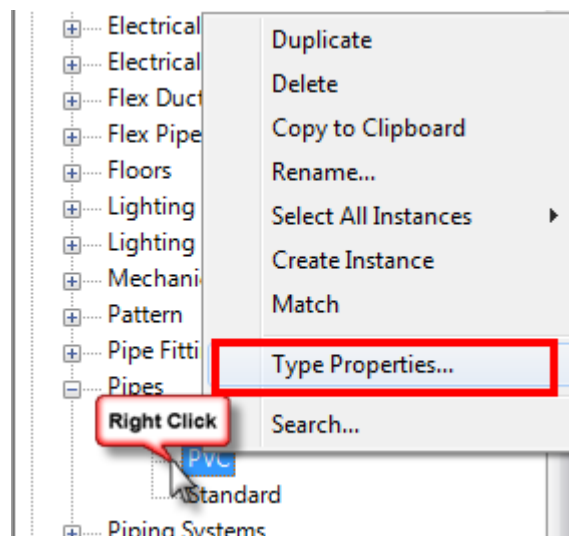 Electrical
Electrical
Flex Duct
Flex Pipe
Floors
Lighting
Lighting
Mechani
Pattern
Pipe Fitti
Pipes
PVC
Standard
Piping Systems
Duplicate
Delete
Copy to Clipboard
Rename...
Select All Instances
Create Instance
Match
Type Properties...
Search...
Right Click